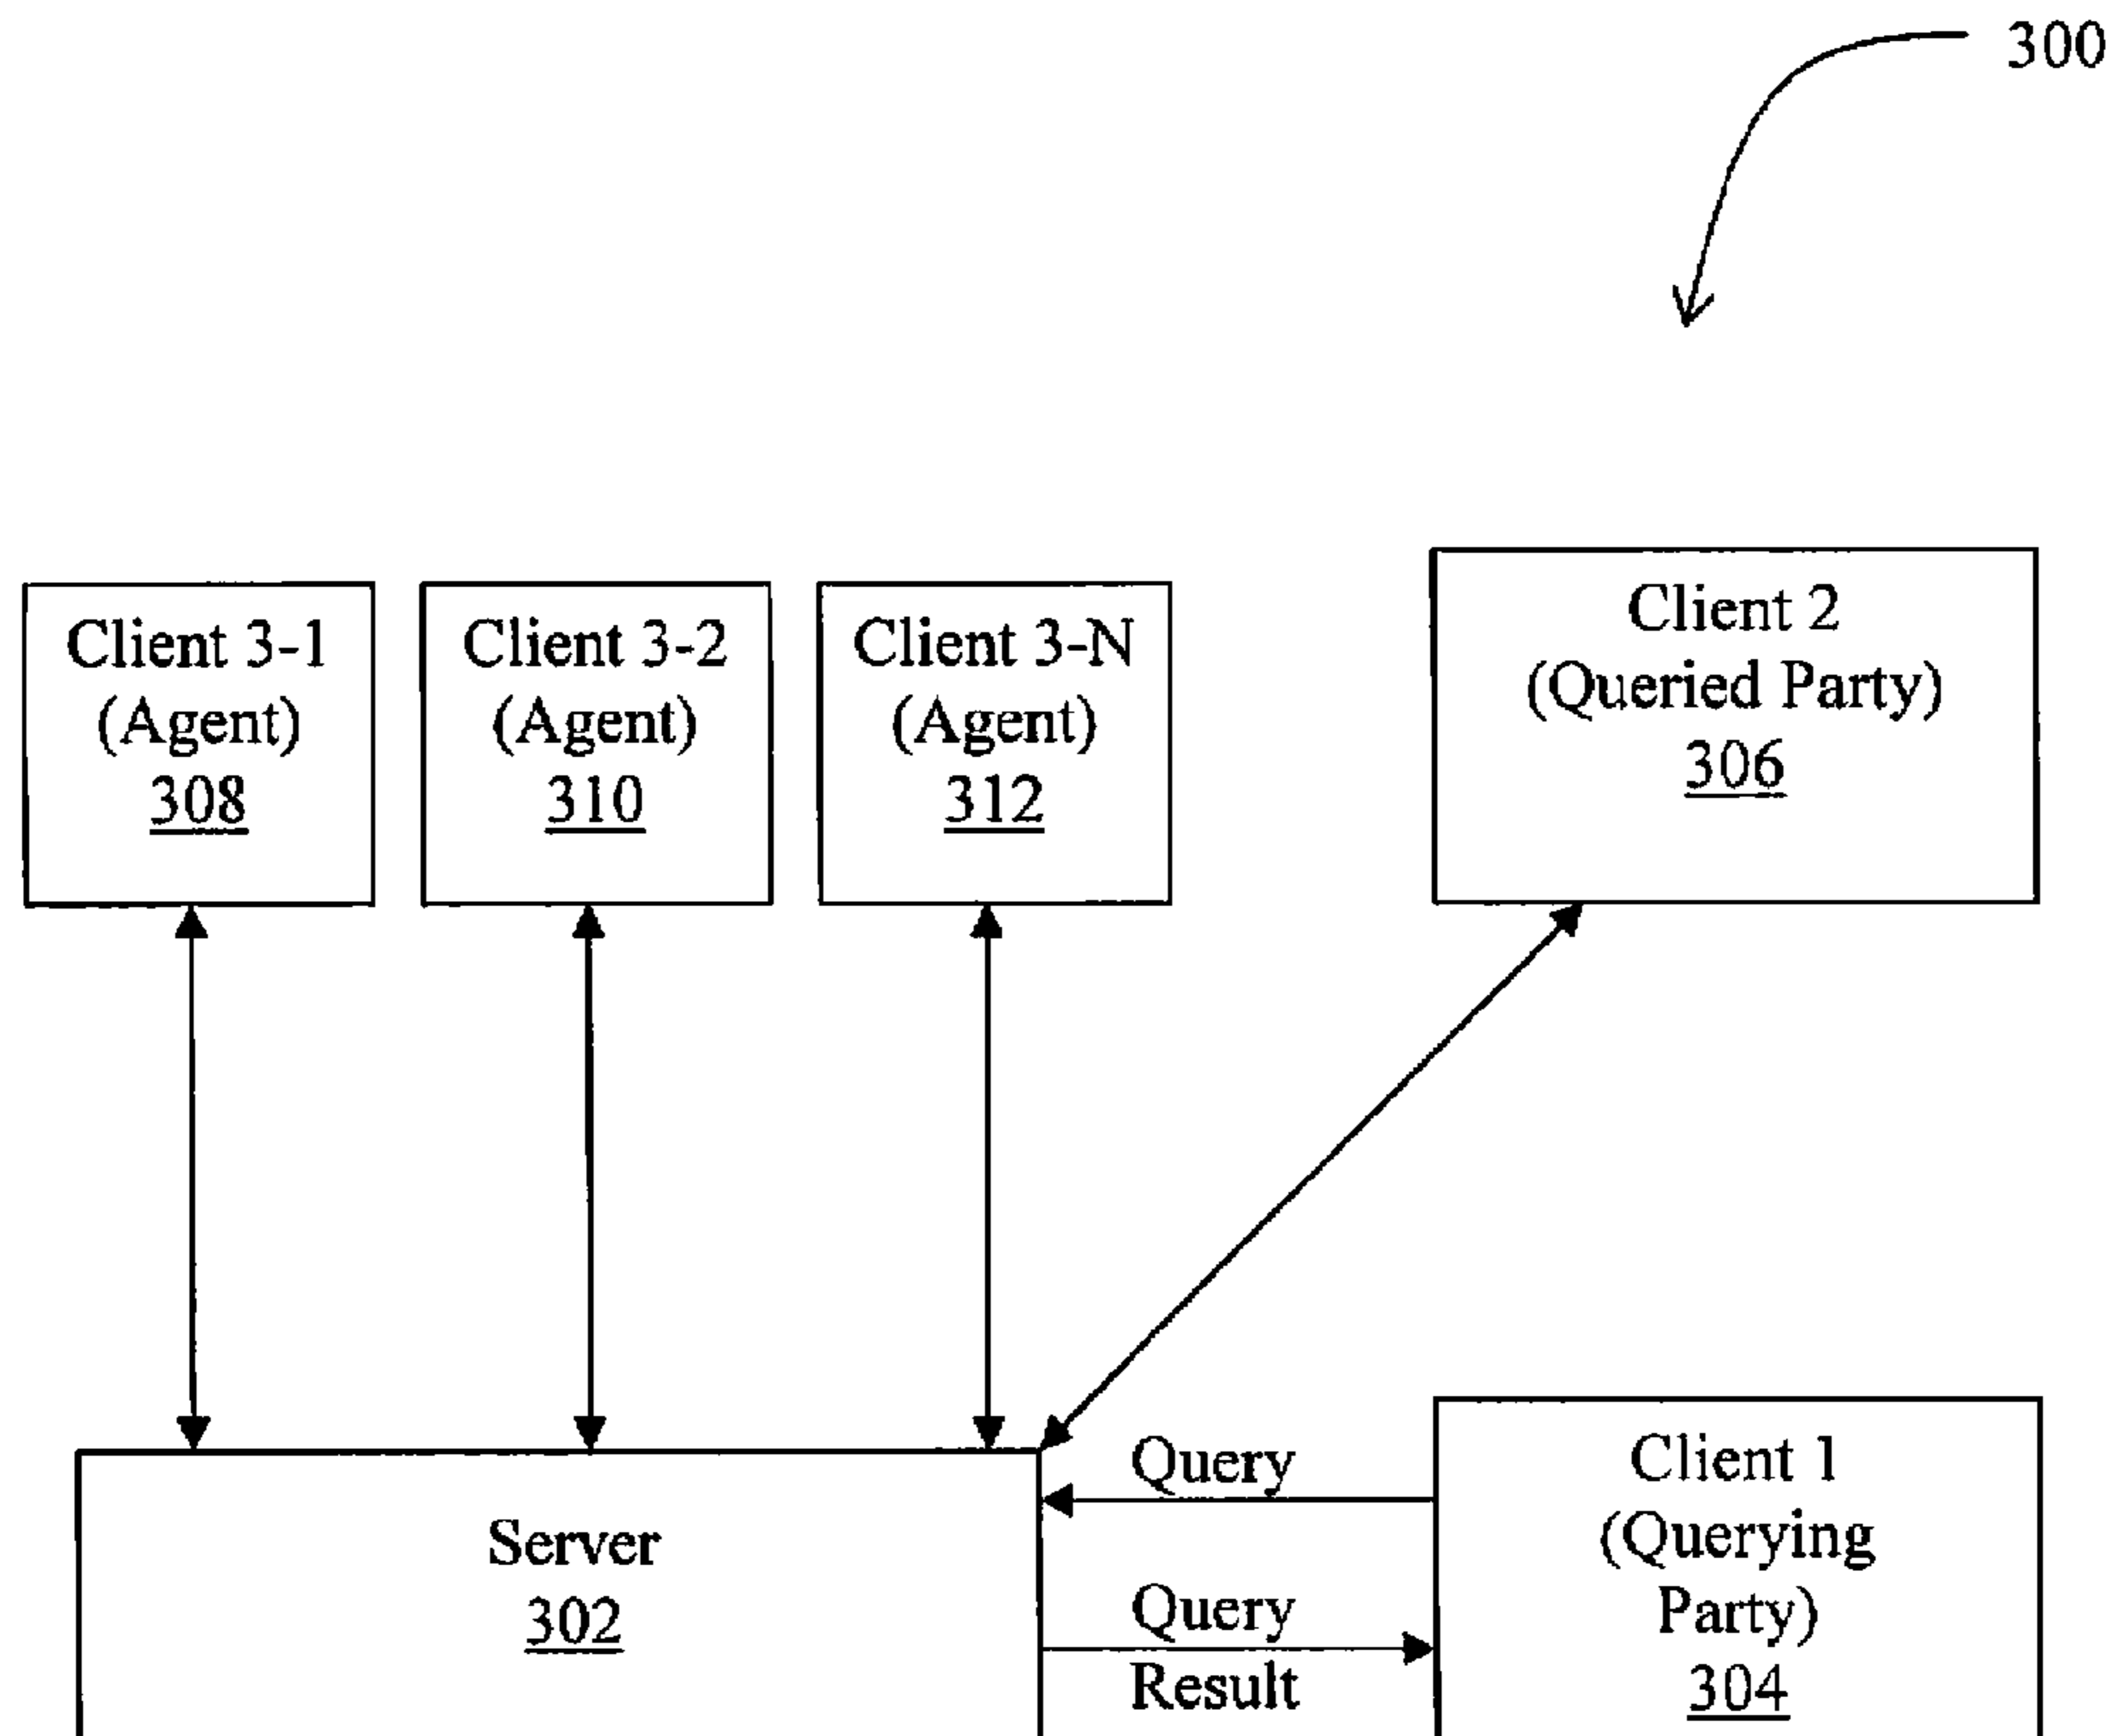 300
Client 3-1
(Agent)
308
Client 3-2
(Agent)
310
Client 3-N
(Agent)
312
Client 2
(Queried Party)
306
Server
302
Query
Query
Result
Client 1
(Querying
Party)
304